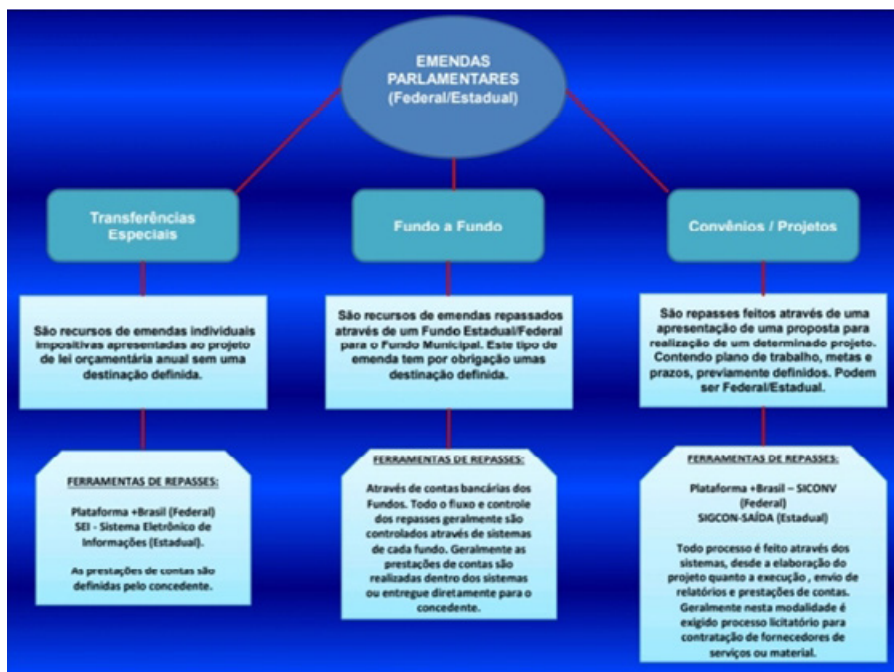 EMENDAS
PARLAMENTARES
(Federal/Estadual)
Transferências
Especiais
São recursos de emendas individuais
impositivas apresentadas ao projeto
de lei orçamentária anual sem uma
destinação definida.
FERRAMENTAS DE REPASSES:
Plataforma +Brasil (Federal)
SEI - Sistema Eletrônico de
Informações (Estadual).
As prestações de contas são
definidas pelo concedente.
Fundo a Fundo
São recursos de emendas repassados
através de um Fundo Estadual/Federal
para o Fundo Municipal. Este tipo de
emenda tem por obrigação umas
destinação definida.
FERRAMENTAS DE REPASSES:
Através de contas bancárias dos
Fundos. Todo o fluxo e controle
dos repasses geralmente são
controlados através de sistemas
de cada fundo. Geralmente as
prestações de contas são
realizadas dentro dos sistemas
ou entregue diretamente para o
concedente.
Convênios / Projetos
São repasses feitos através de uma
apresentação de uma proposta para
realização de um determinado projeto.
Contendo plano de trabalho, metas e
prazos, previamente definidos. Podem
ser Federal/Estadual.
FERRAMENTAS DE REPASSES:
Plataforma +Brasil – SICONV
(Federal)
SIGCON-SAÍDA (Estadual)
Todo processo é feito através dos
sistemas, desde a elaboração do
projeto quanto a execução , envio de
relatórios e prestações de contas.
Geralmente nesta modalidade é
exigido processo licitatório para
contratação de fornecedores de
serviços ou material.